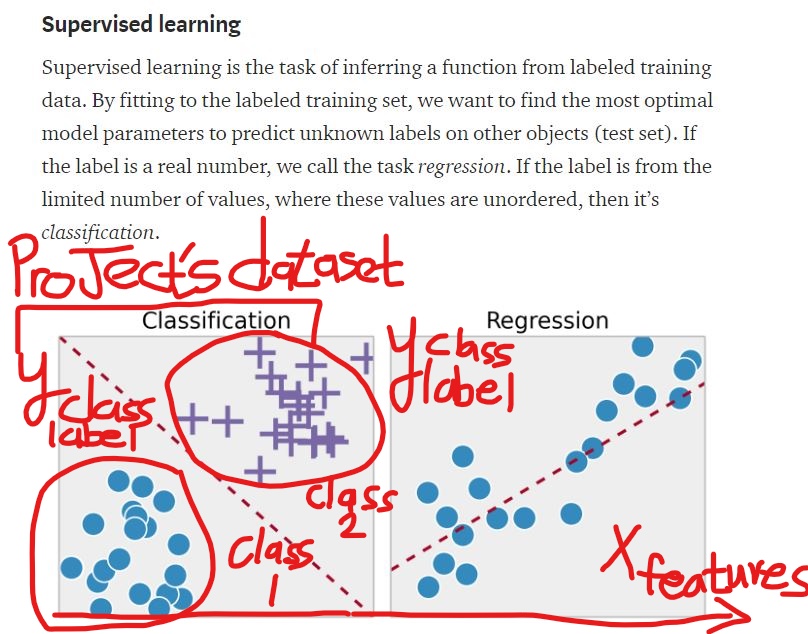 Supervised learning
Supervised learning is the task of inferring a function from labeled training
data. By fitting to the labeled training set, we want to find the most optimal
model parameters to predict unknown labels on other objects (test set). If
the label is a real number, we call the task regression. If the label is from the
limited number of values, where these values are unordered, then it’s
classification.
ProJect's dataset
Classification
Regression
y class
label
y class
label
class
2
class
1
X features